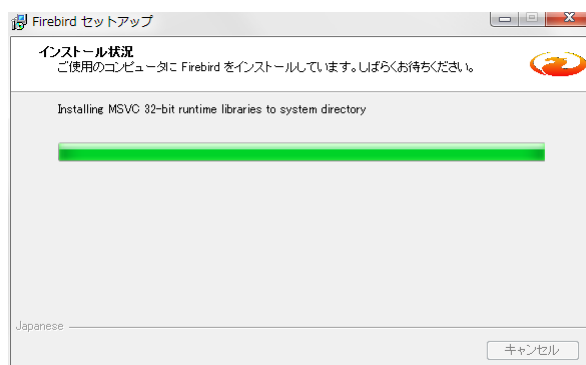 Firebird セットアップ
インストール状況
ご使用のコンピュータに Firebird をインストールしています。しばらくお待ちください。
Installing MSVC 32-bit runtime libraries to system directory
Japanese
キャンセル